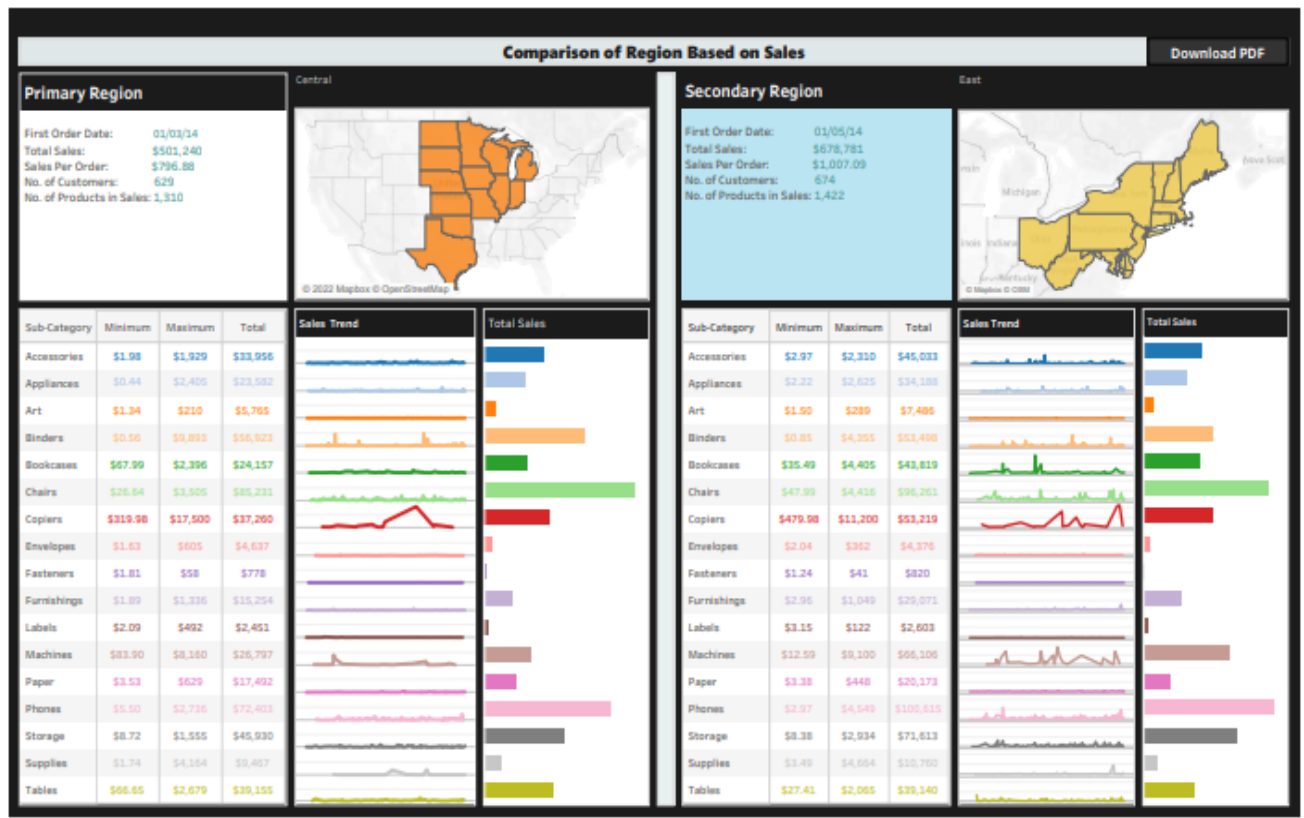 Comparison of Region Based on Sales
Download PDF
Primary Region
First Order Date: 01/03/14
Total Sales: $501,240
Sales Per Order: $796.88
No. of Customers: 629
No. of Products in Sales: 1,310
Central
© 2022 Mapbox © OpenStreetMap
Secondary Region
First Order Date: 01/05/14
Total Sales: $678,781
Sales Per Order: $1,007.09
No. of Customers: 674
No. of Products in Sales: 1,422
East
Michigan
Nova Scot
Indiana
Kentucky
© Mapbox © OSM
Sub-Category Minimum Maximum Total
Accessories $1.98 $1,929 $33,956
Appliances $0.44 $2,405 $23,582
Art $1.34 $210 $5,765
Binders $0.56 $9,893 $56,923
Bookcases $67.99 $2,396 $24,157
Chairs $26.64 $3,505 $85,231
Copiers $319.98 $17,500 $37,260
Envelopes $1.63 $605 $4,637
Fasteners $1.81 $58 $778
Furnishings $1.89 $1,336 $15,254
Labels $2.09 $492 $2,451
Machines $83.90 $8,160 $26,797
Paper $3.53 $629 $17,492
Phones $5.50 $2,736 $72,403
Storage $8.72 $1,555 $45,930
Supplies $1.74 $4,164 $9,467
Tables $66.65 $2,679 $39,155
Sales Trend
Total Sales
Sub-Category Minimum Maximum Total
Accessories $2.97 $2,310 $45,033
Appliances $2.22 $2,625 $34,188
Art $1.50 $289 $7,486
Binders $0.85 $4,355 $53,498
Bookcases $35.49 $4,405 $43,819
Chairs $47.99 $4,416 $96,261
Copiers $479.98 $11,200 $53,219
Envelopes $2.04 $362 $4,376
Fasteners $1.24 $41 $820
Furnishings $2.96 $1,049 $29,071
Labels $3.15 $122 $2,603
Machines $12.59 $9,100 $66,106
Paper $3.38 $448 $20,173
Phones $2.97 $4,549 $100,615
Storage $8.38 $2,934 $71,613
Supplies $3.49 $4,664 $10,760
Tables $27.41 $2,065 $39,140
Sales Trend
Total Sales